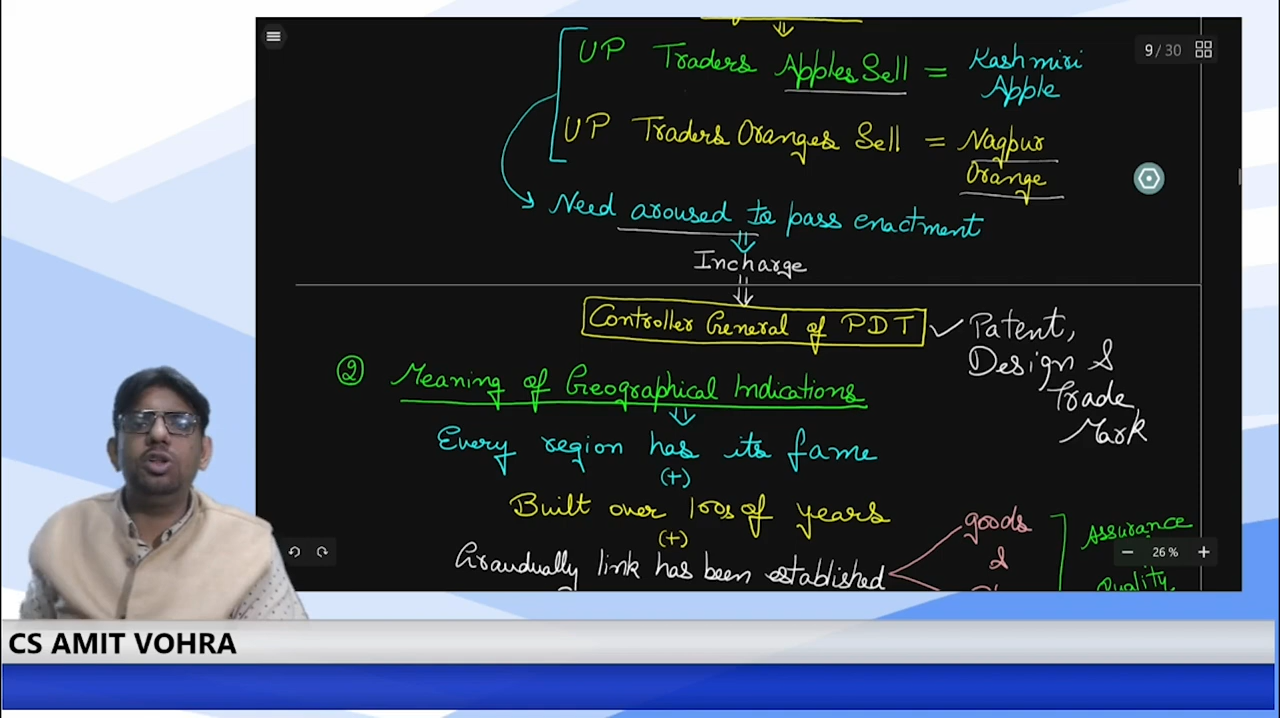 9 / 30
UP Traders Apples Sell = Kashmiri
Apple
UP Traders Oranges Sell = Nagpur
Orange
Need aroused to pass enactment
Incharge
Controller General of PDT ✓ Patent,
Design &
Trade
Mark
② Meaning of Geographical Indications
Every region has its fame
(+)
Built over 100s of years
(+)
Graudually link has been established
goods
&
Assurance
Quality
26 %
CS AMIT VOHRA